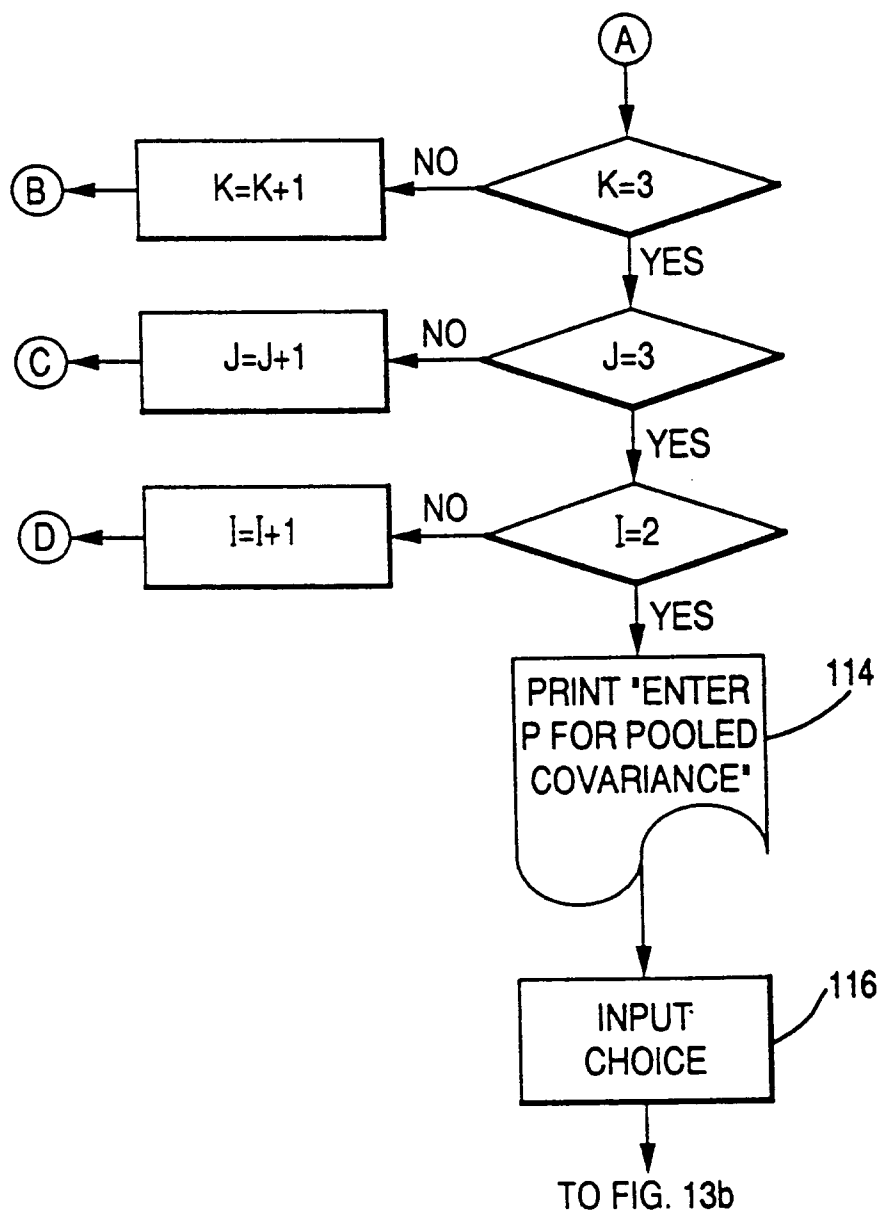 A
NO
K=K+1
K=3
B
YES
NO
J=J+1
J=3
C
YES
NO
I=I+1
I=2
D
YES
PRINT "ENTER
P FOR POOLED
COVARIANCE"
114
INPUT
CHOICE
116
TO FIG. 13b